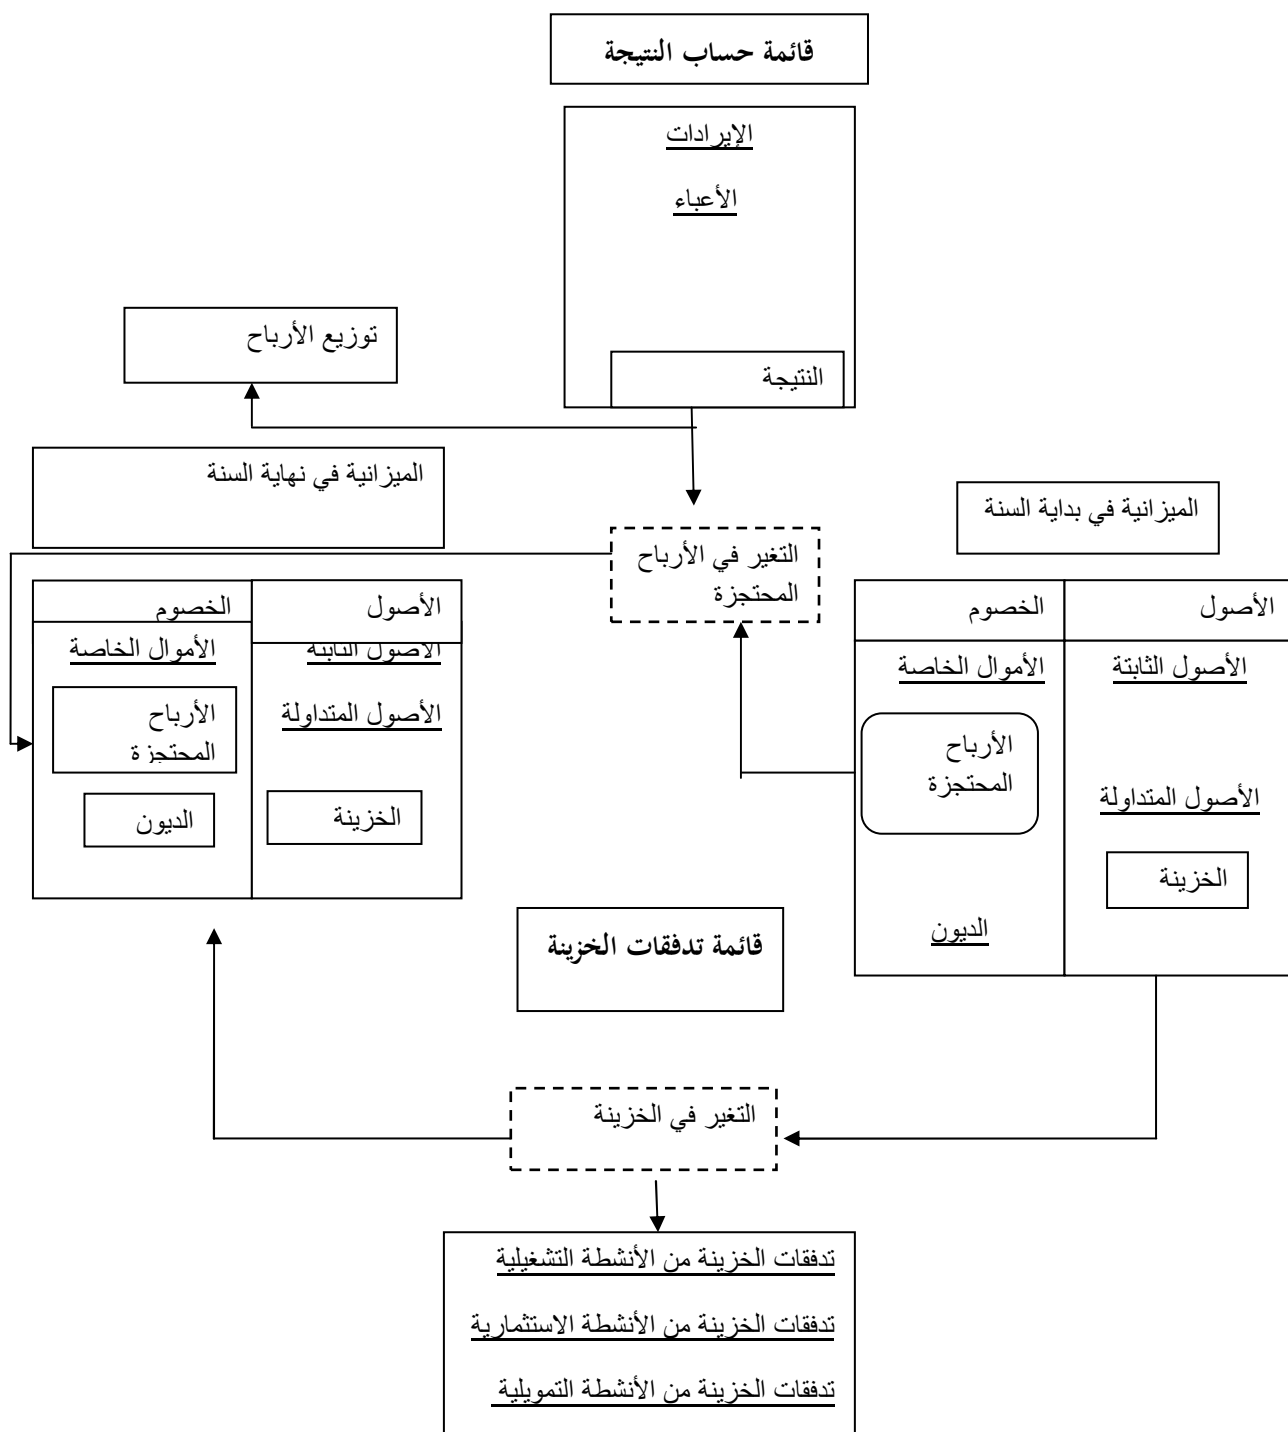 قائمة حساب النتيجة
الإيرادات
الأعباء
النتيجة
توزيع الأرباح
الميزانية في بداية السنة
الميزانية في نهاية السنة
التغير في الأرباح
المحتجزة
الأصول
الخصوم
الأصول الثابتة
الأموال الخاصة
الأرباح
المحتجزة
الأصول المتداولة
الخزينة
الديون
الأصول
الخصوم
الأصول الثابتة
الأموال الخاصة
الأصول المتداولة
الأرباح
المحتجزة
الخزينة
الديون
قائمة تدفقات الخزينة
التغير في الخزينة
تدفقات الخزينة من الأنشطة التشغيلية
تدفقات الخزينة من الأنشطة الاستثمارية
تدفقات الخزينة من الأنشطة التمويلية